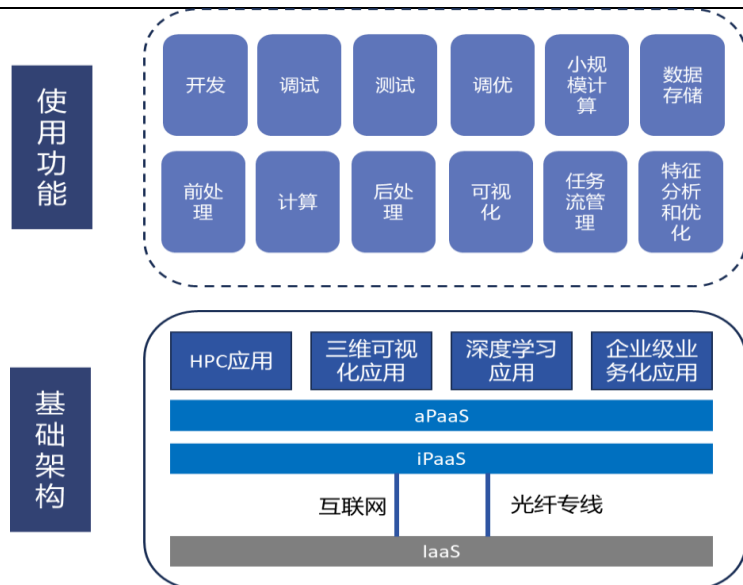 使用功能
开发
调试
测试
调优
小规
模计
算
数据
存储
前处
理
计算
后处
理
可视
化
任务
流管
理
特征
分析
和优
化
基础架构
HPC应用
三维可视
化应用
深度学习
应用
企业级业
务化应用
aPaaS
iPaaS
互联网
光纤专线
IaaS